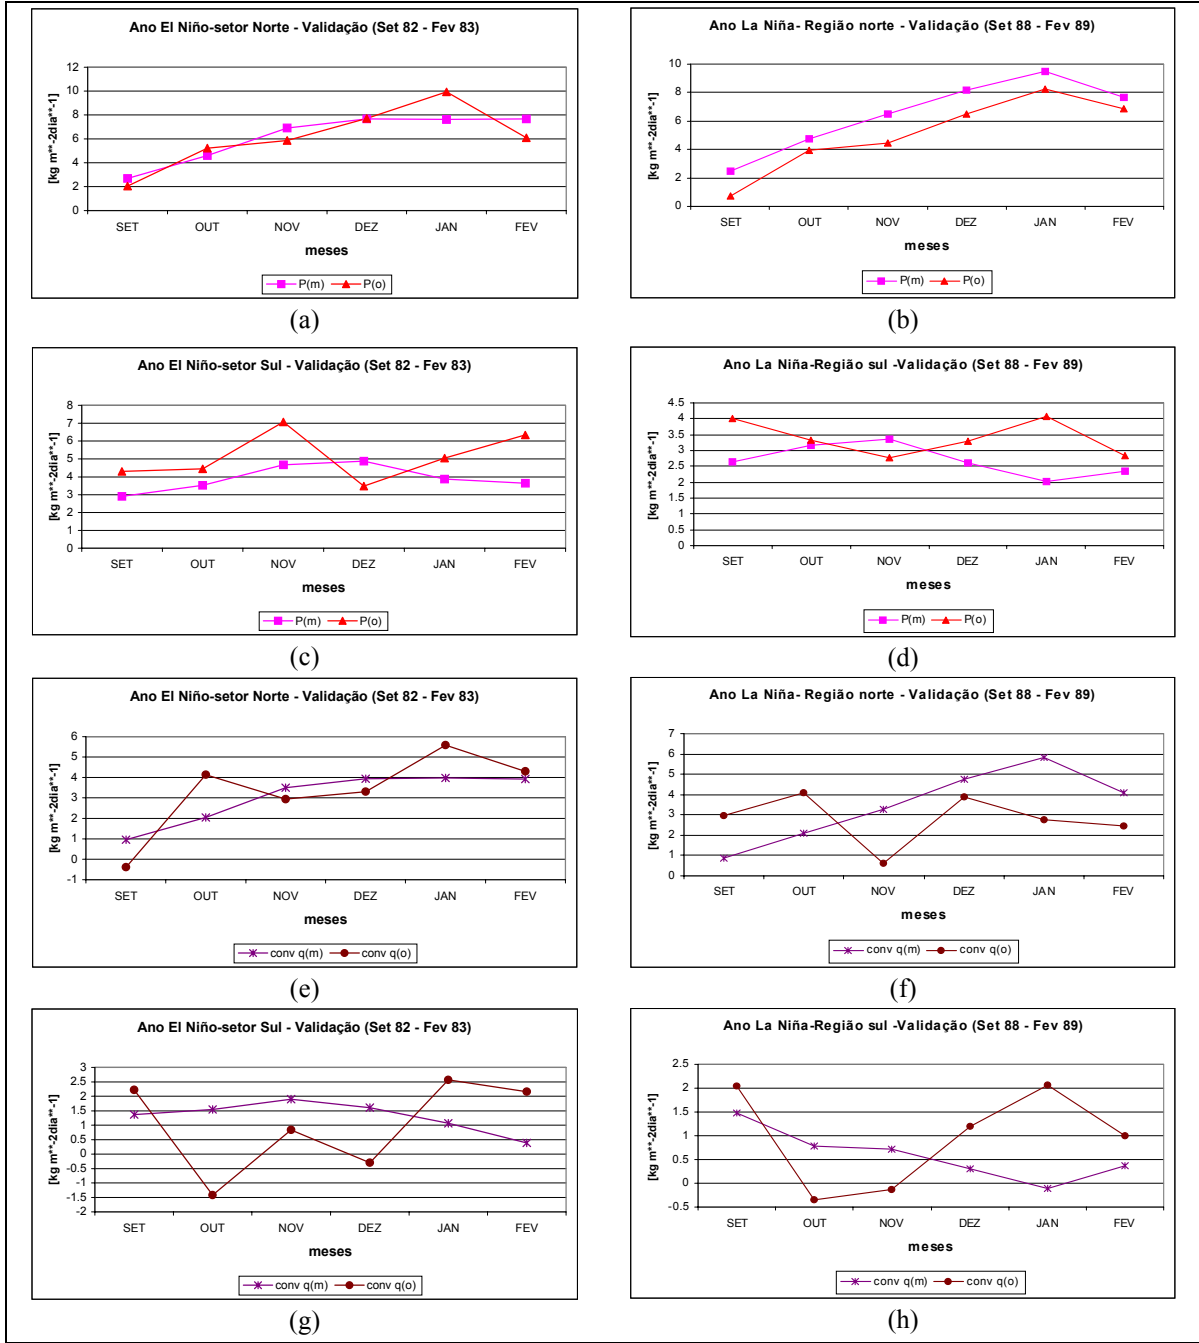 Ano El Niño-setor Norte - Validação (Set 82 - Fev 83)
[kg m**-2dia**-1]
12
10
8
6
4
2
0
SET OUT NOV DEZ JAN FEV
meses
P(m) P(o)
(a)
Ano La Niña- Região norte - Validação (Set 88 - Fev 89)
[kg m**-2dia**-1]
10
8
6
4
2
0
SET OUT NOV DEZ JAN FEV
meses
P(m) P(o)
(b)
Ano El Niño-setor Sul - Validação (Set 82 - Fev 83)
[kg m**-2dia**-1]
8
7
6
5
4
3
2
1
0
SET OUT NOV DEZ JAN FEV
meses
P(m) P(o)
(c)
Ano La Niña-Região sul -Validação (Set 88 - Fev 89)
[kg m**-2dia**-1]
4.5
4
3.5
3
2.5
2
1.5
1
0.5
0
SET OUT NOV DEZ JAN FEV
meses
P(m) P(o)
(d)
Ano El Niño-setor Norte - Validação (Set 82 - Fev 83)
[kg m**-2dia**-1]
6
5
4
3
2
1
0
-1
SET OUT NOV DEZ JAN FEV
meses
conv q(m) conv q(o)
(e)
Ano La Niña- Região norte - Validação (Set 88 - Fev 89)
[kg m**-2dia**-1]
7
6
5
4
3
2
1
0
SET OUT NOV DEZ JAN FEV
meses
conv q(m) conv q(o)
(f)
Ano El Niño-setor Sul - Validação (Set 82 - Fev 83)
[kg m**-2dia**-1]
3
2.5
2
1.5
1
0.5
0
-0.5
-1
-1.5
-2
SET OUT NOV DEZ JAN FEV
meses
conv q(m) conv q(o)
(g)
Ano La Niña-Região sul -Validação (Set 88 - Fev 89)
[kg m**-2dia**-1]
2.5
2
1.5
1
0.5
0
-0.5
SET OUT NOV DEZ JAN FEV
meses
conv q(m) conv q(o)
(h)